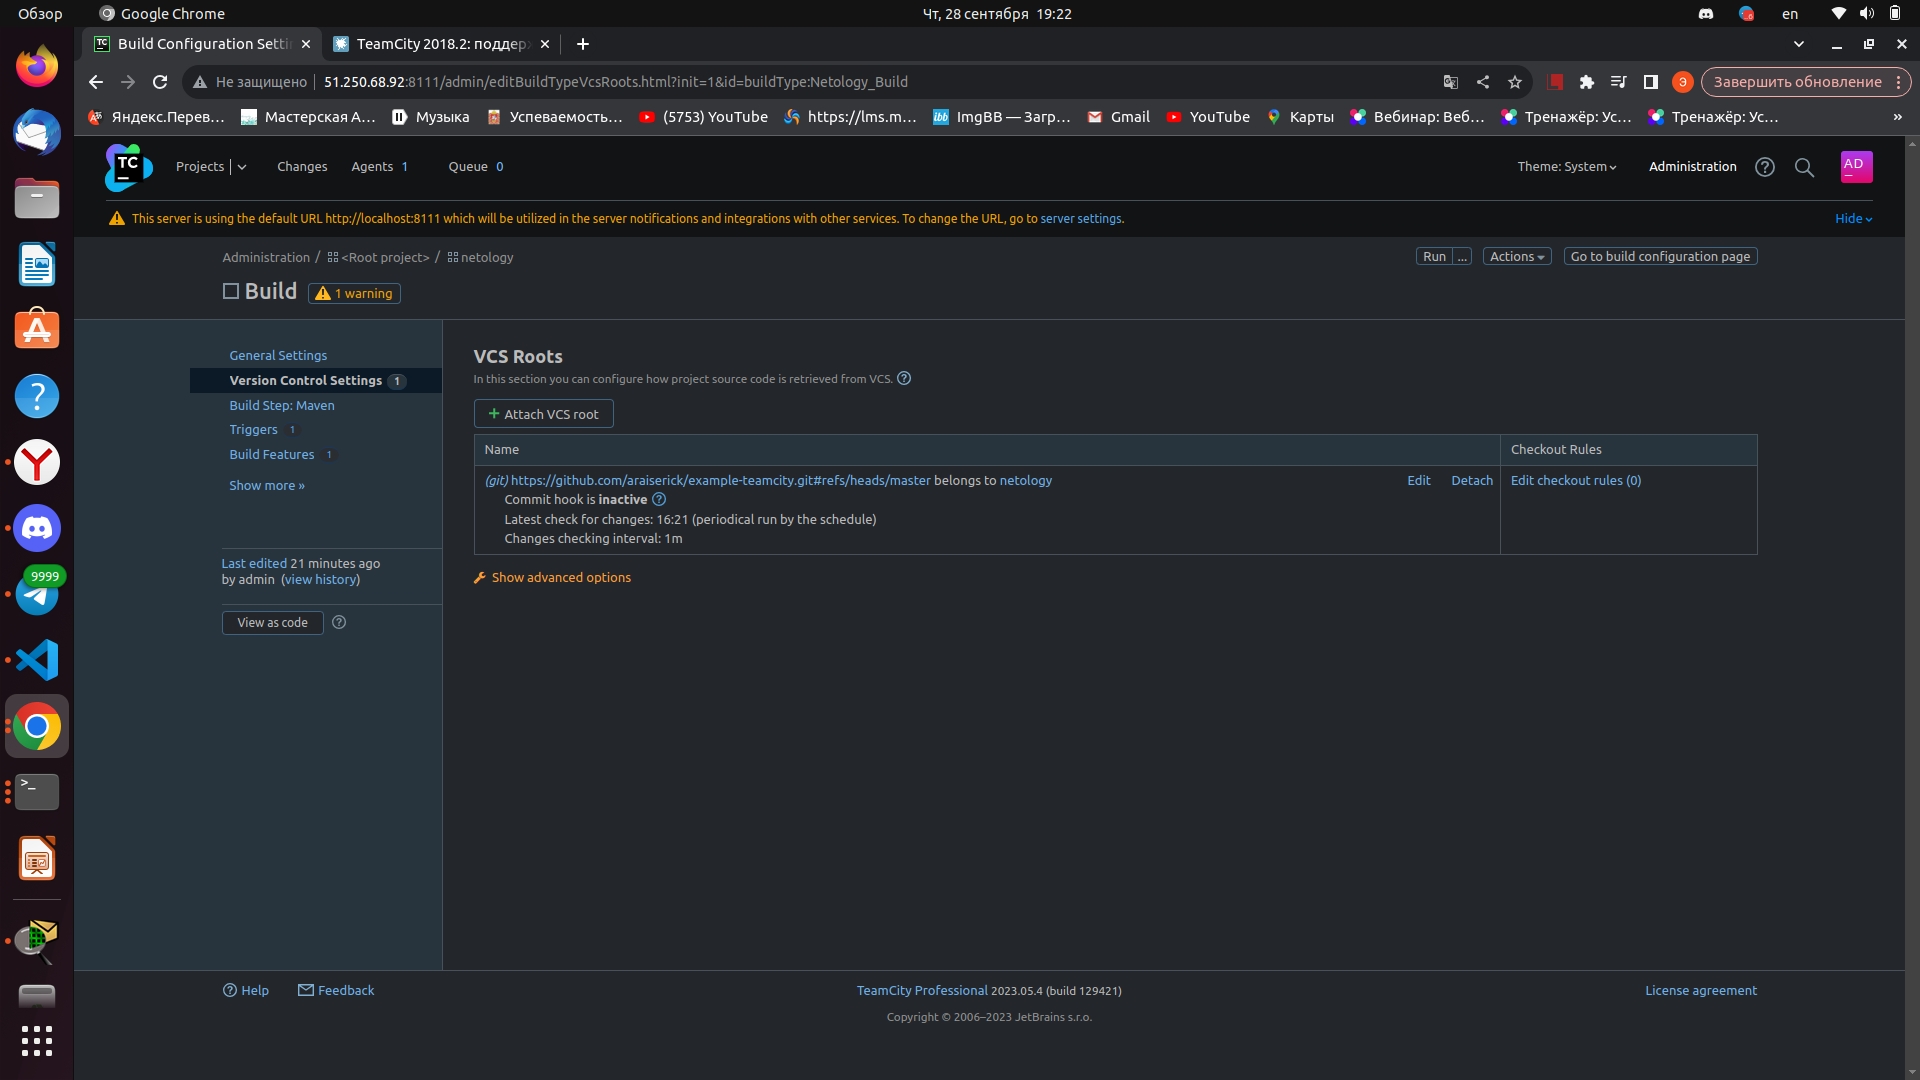 Обзор
Google Chrome
Чт, 28 сентября 19:22
en
Build Configuration Setti
TeamCity 2018.2: поддер
Не защищено
51.250.68.92:8111/admin/editBuildTypeVcsRoots.html?init=1&id=buildType:Netology_Build
Э
Завершить обновление
Яндекс.Перев...
Мастерская А...
Музыка
Успеваемость...
(5753) YouTube
https://lms.m...
ImgBB — Загр...
Gmail
YouTube
Карты
Вебинар: Веб...
Тренажёр: Ус...
Тренажёр: Ус...
»
TC
Projects
Changes
Agents 1
Queue 0
Theme: System
Administration
AD
This server is using the default URL http://localhost:8111 which will be utilized in the server notifications and integrations with other services. To change the URL, go to server settings.
Hide
Administration / <Root project> / netology
Run ...
Actions
Go to build configuration page
Build
1 warning
General Settings
Version Control Settings 1
Build Step: Maven
Triggers 1
Build Features 1
Show more »
Last edited 21 minutes ago
by admin (view history)
View as code
VCS Roots
In this section you can configure how project source code is retrieved from VCS.
+ Attach VCS root
Name
Checkout Rules
(git) https://github.com/araiserick/example-teamcity.git#refs/heads/master belongs to netology
Edit
Detach
Edit checkout rules (0)
Commit hook is inactive
Latest check for changes: 16:21 (periodical run by the schedule)
Changes checking interval: 1m
Show advanced options
9999
Help
Feedback
TeamCity Professional 2023.05.4 (build 129421)
License agreement
Copyright © 2006–2023 JetBrains s.r.o.